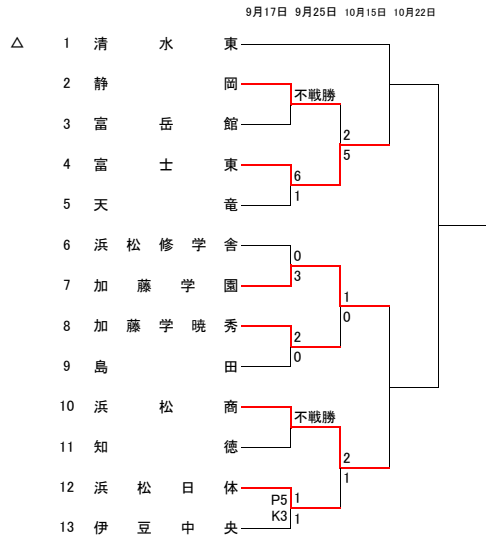 9月17日 9月25日 10月15日 10月22日
△ 1 清水東
2 静岡
不戦勝
3 富岳館
2
4 富士東
5
6
1
5 天竜
6 浜松修学舎
0
3
7 加藤学園
1
0
8 加藤学暁秀
2
0
9 島田
10 浜松商
不戦勝
11 知徳
2
1
12 浜松日体
P5 1
K3 1
13 伊豆中央